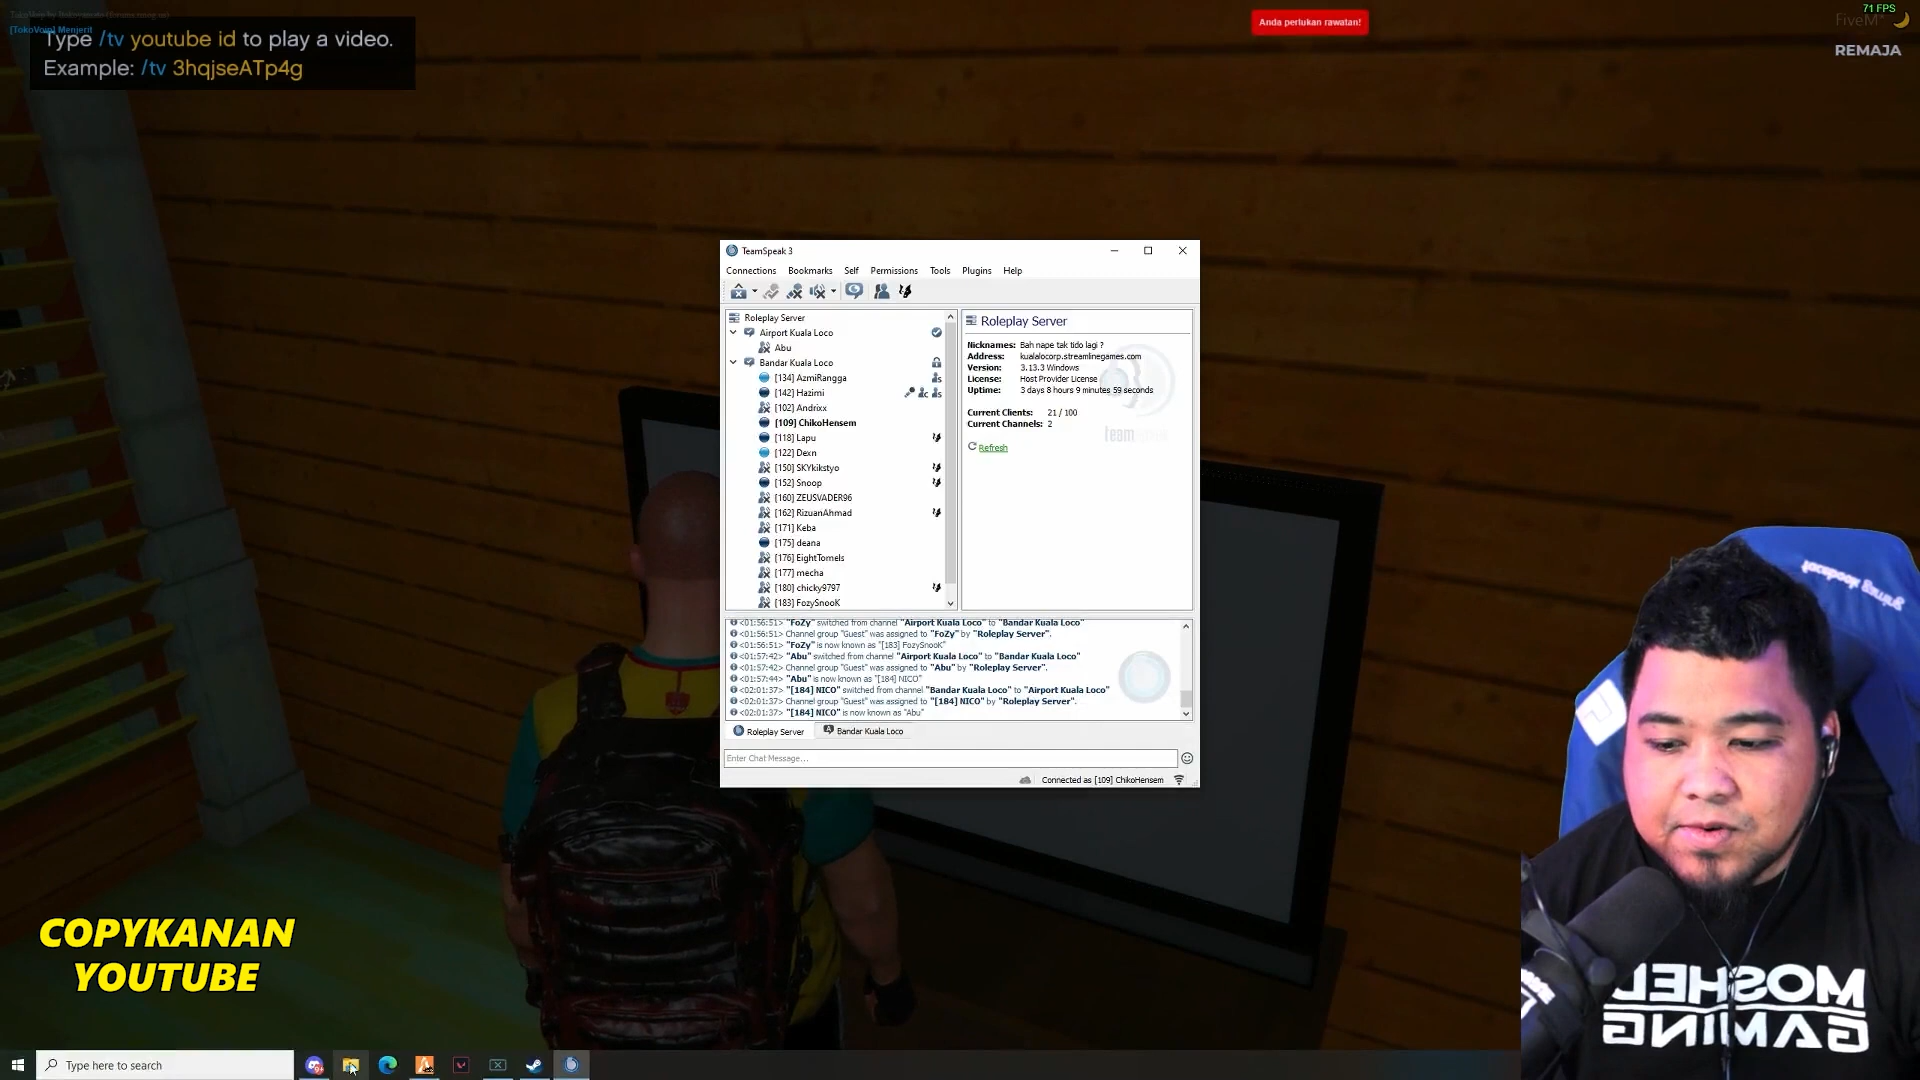 [TokoVoip] Menjerit
Type /tv youtube id to play a video.
Example: /tv 3hqjseATp4g
Anda perlukan rawatan!
71 FPS
FiveM*
REMAJA
TeamSpeak 3
Connections Bookmarks Self Permissions Tools Plugins Help
Roleplay Server
Airport Kuala Loco
Abu
Bandar Kuala Loco
[134] AzmiRangga
[142] Hazimi
[102] Andrixx
[109] ChikoHensem
[118] Lapu
[122] Dexn
[150] SKYkikstyo
[152] Snoop
[160] ZEUSVADER96
[162] RizuanAhmad
[171] Keba
[175] deana
[176] EightTomels
[177] mecha
[180] chicky9797
[183] FozySnooK
Roleplay Server
Nicknames: Bah nape tak tido lagi ?
Address: kualalocorp.streamlinegames.com
Version: 3.13.3 Windows
License: Host Provider License
Uptime: 3 days 8 hours 9 minutes 59 seconds
Current Clients: 21 / 100
Current Channels: 2
Refresh
<01:56:51> "FoZy" switched from channel "Airport Kuala Loco" to "Bandar Kuala Loco"
<01:56:51> Channel group "Guest" was assigned to "FoZy" by "Roleplay Server".
<01:56:51> "FoZy" is now known as "[183] FozySnooK"
<01:57:42> "Abu" switched from channel "Airport Kuala Loco" to "Bandar Kuala Loco"
<01:57:42> Channel group "Guest" was assigned to "Abu" by "Roleplay Server".
<01:57:44> "Abu" is now known as "[184] NICO"
<02:01:37> "[184] NICO" switched from channel "Bandar Kuala Loco" to "Airport Kuala Loco"
<02:01:37> Channel group "Guest" was assigned to "[184] NICO" by "Roleplay Server".
<02:01:37> "[184] NICO" is now known as "Abu"
Roleplay Server Bandar Kuala Loco
Enter Chat Message...
Connected as [109] ChikoHensem
COPYKANAN
YOUTUBE
MOSHED
GAMING
Type here to search